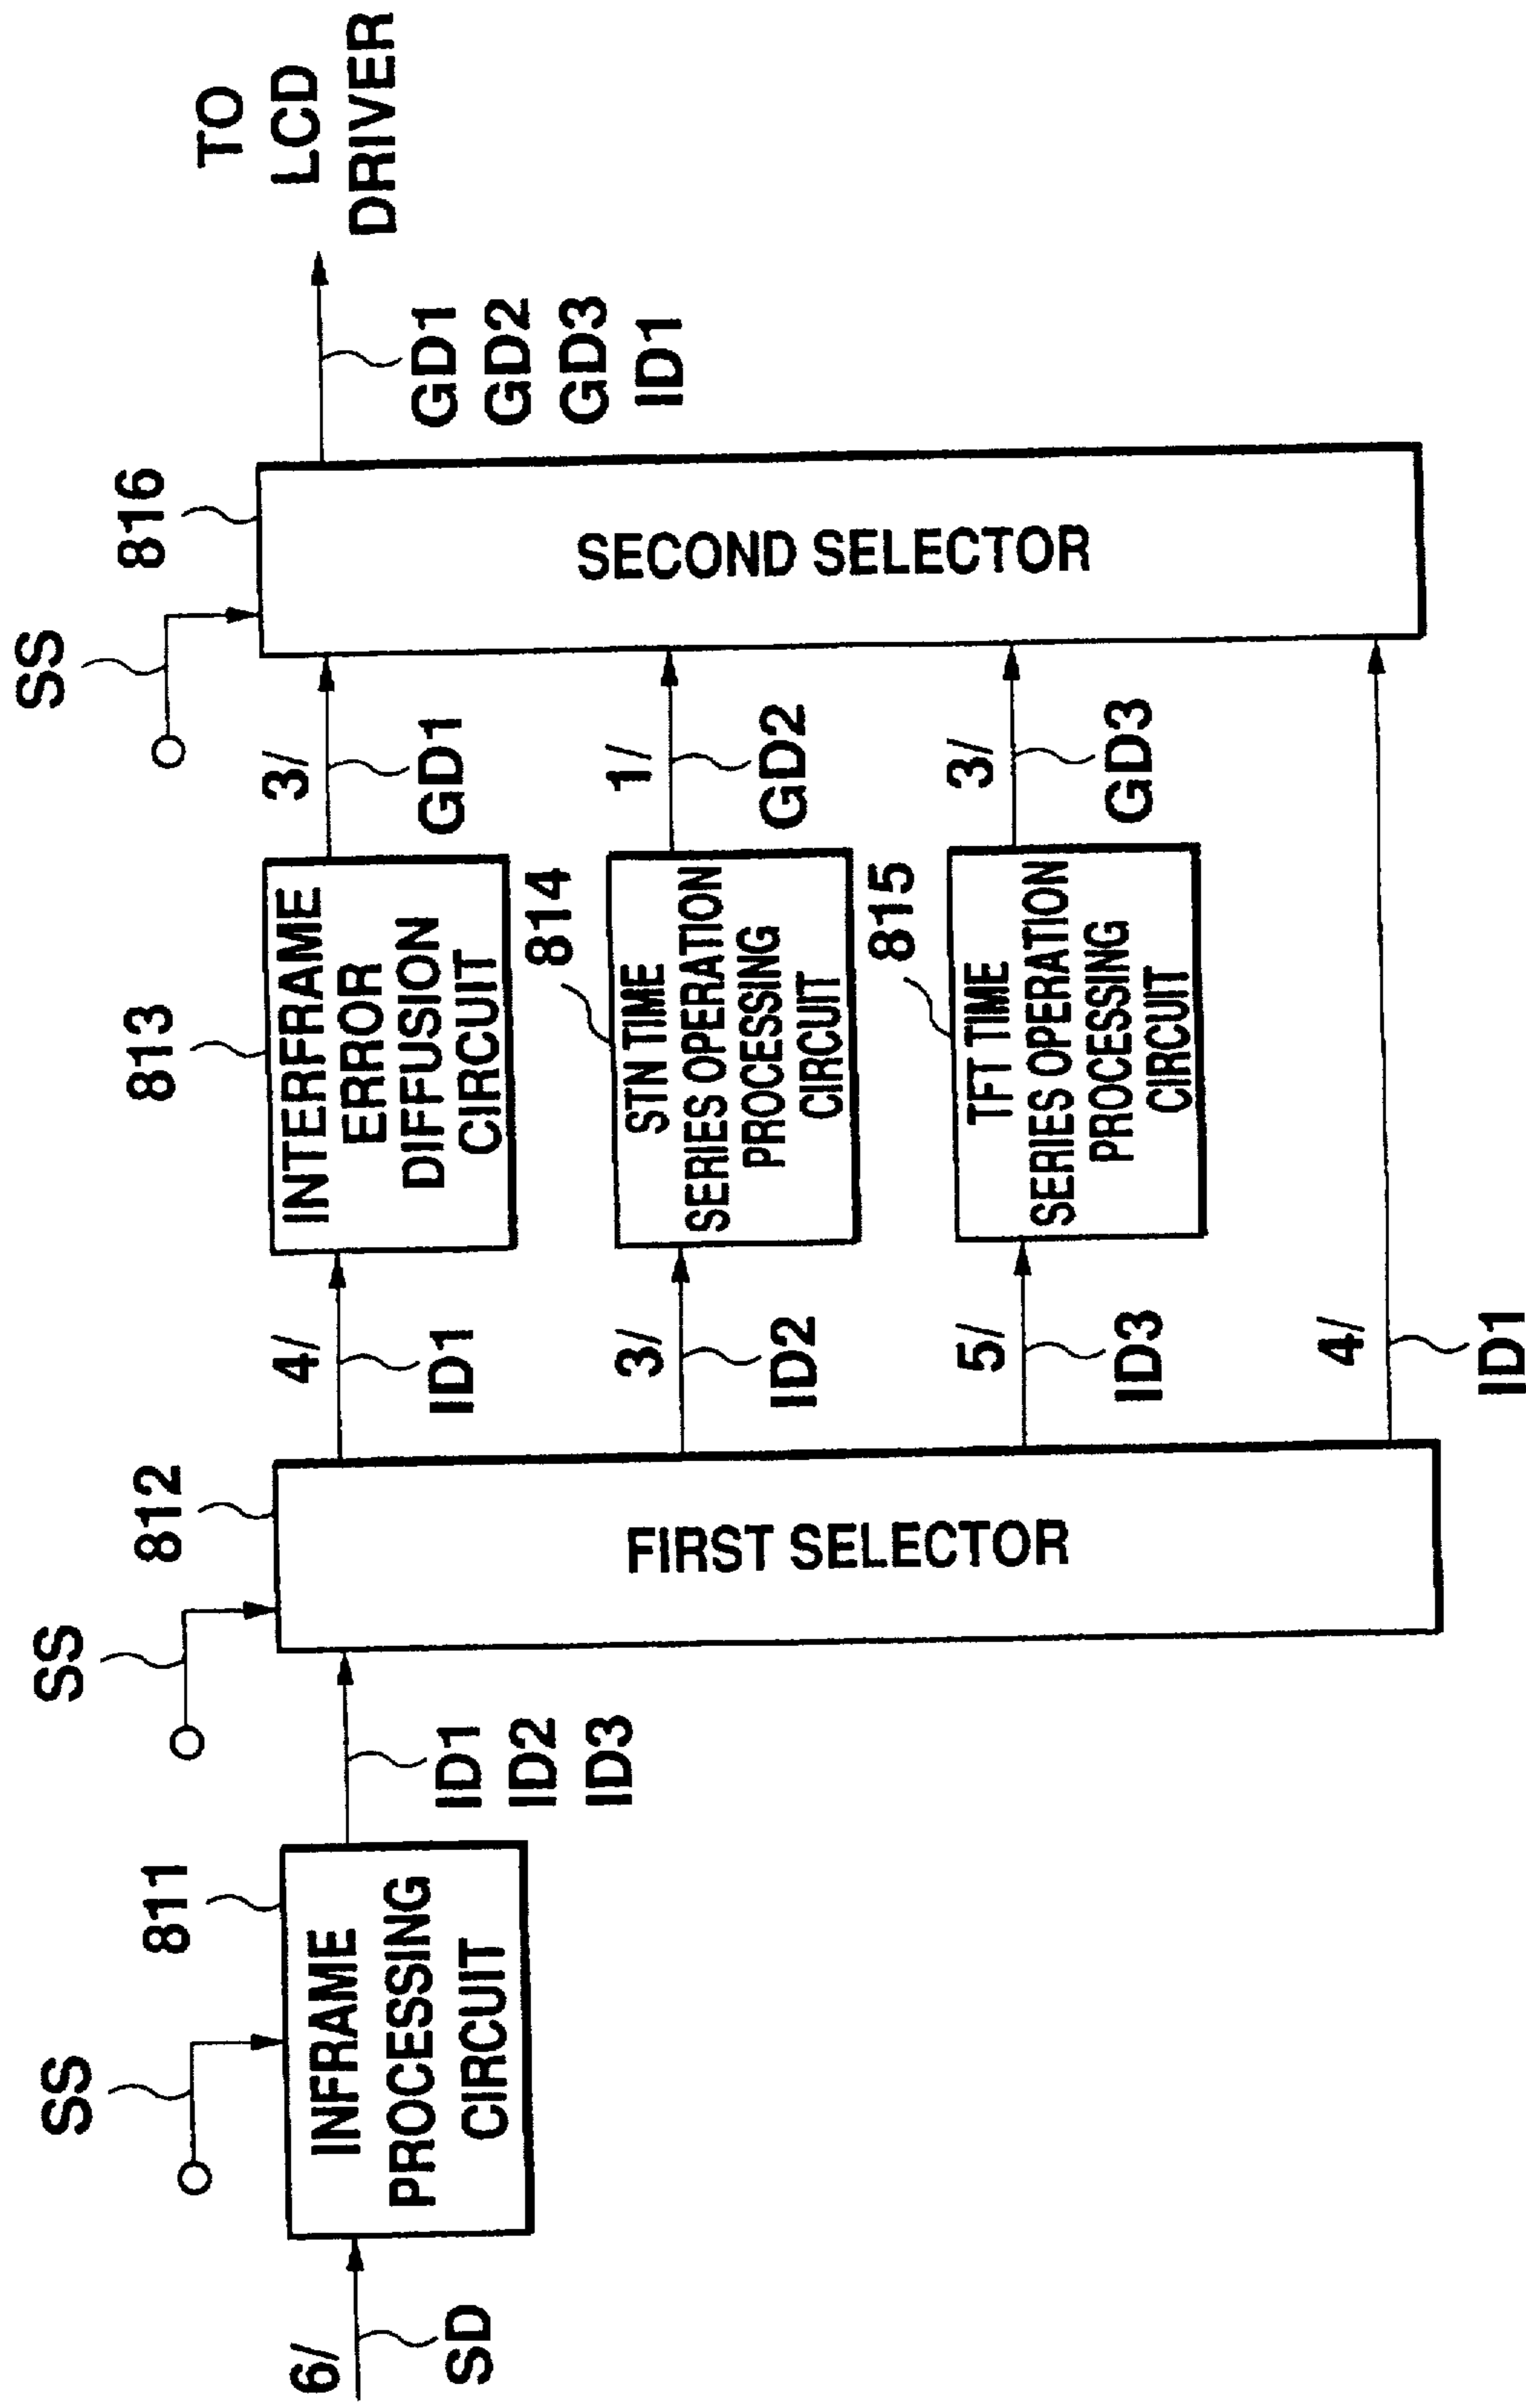 6/
SD
SS
811
INFRAME
PROCESSING
CIRCUIT
ID1
ID2
ID3
SS
812
FIRST SELECTOR
4/
ID1
3/
ID2
5/
ID3
4/
ID1
813
INTERFRAME
ERROR
DIFFUSION
CIRCUIT
814
STN TIME
SERIES OPERATION
PROCESSING
CIRCUIT
815
TFT TIME
SERIES OPERATION
PROCESSING
CIRCUIT
3/
GD1
1/
GD2
3/
GD3
SS
816
SECOND SELECTOR
GD1
GD2
GD3
ID1
TO
LCD
DRIVER